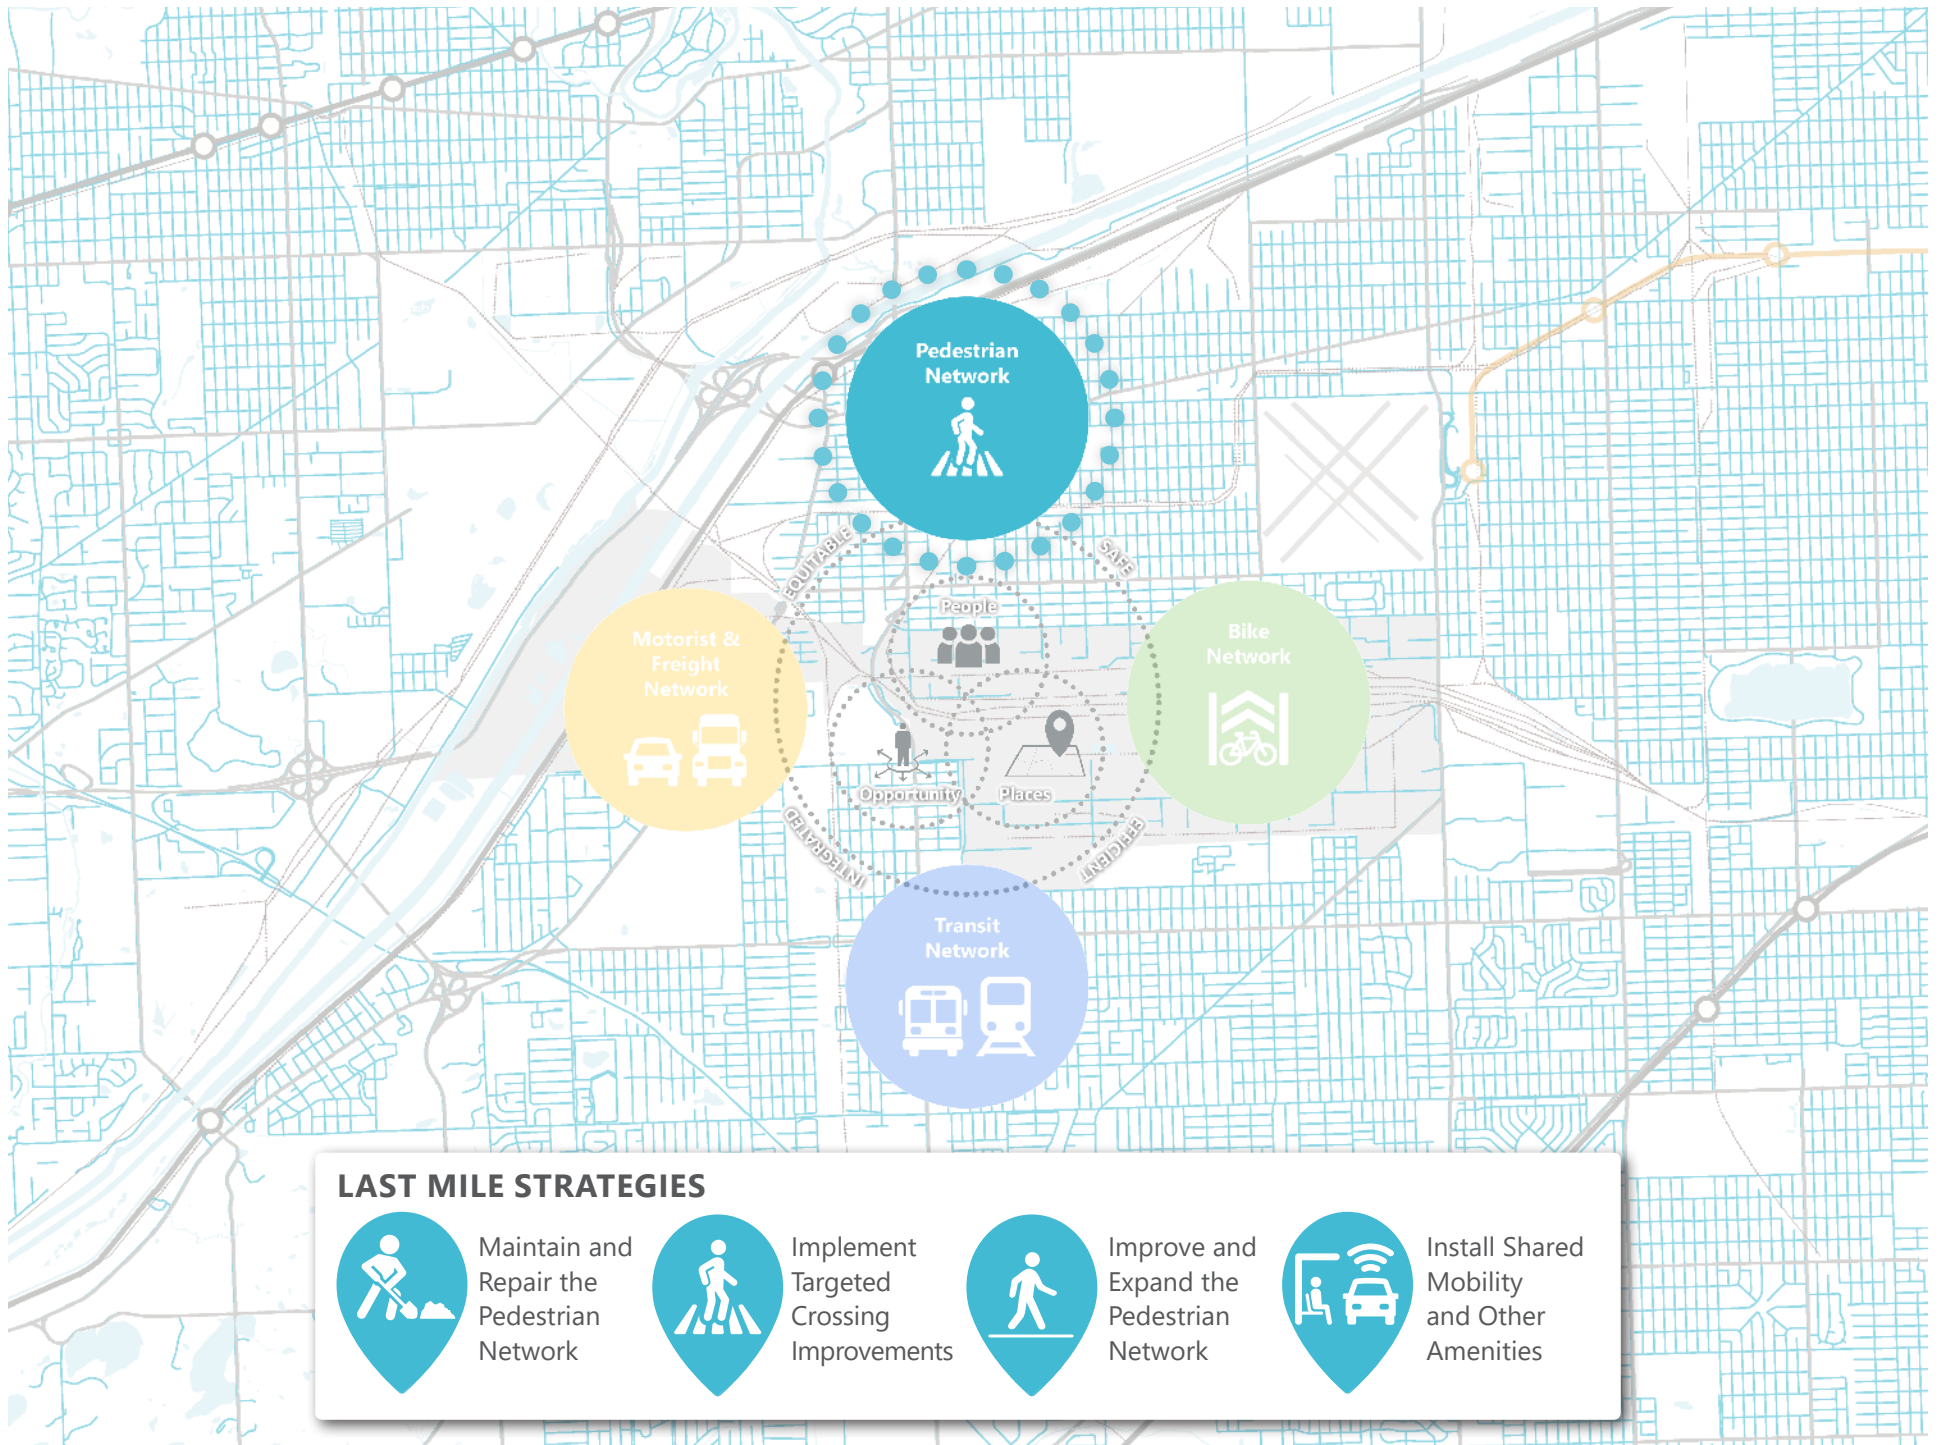 Pedestrian
Network
EQUITABLE
SAFE
People
Motorist &
Freight
Network
Bike
Network
Opportunity
Places
INTEGRATED
EFFICIENT
Transit
Network
LAST MILE STRATEGIES
Maintain and
Repair the
Pedestrian
Network
Implement
Targeted
Crossing
Improvements
Improve and
Expand the
Pedestrian
Network
Install Shared
Mobility
and Other
Amenities